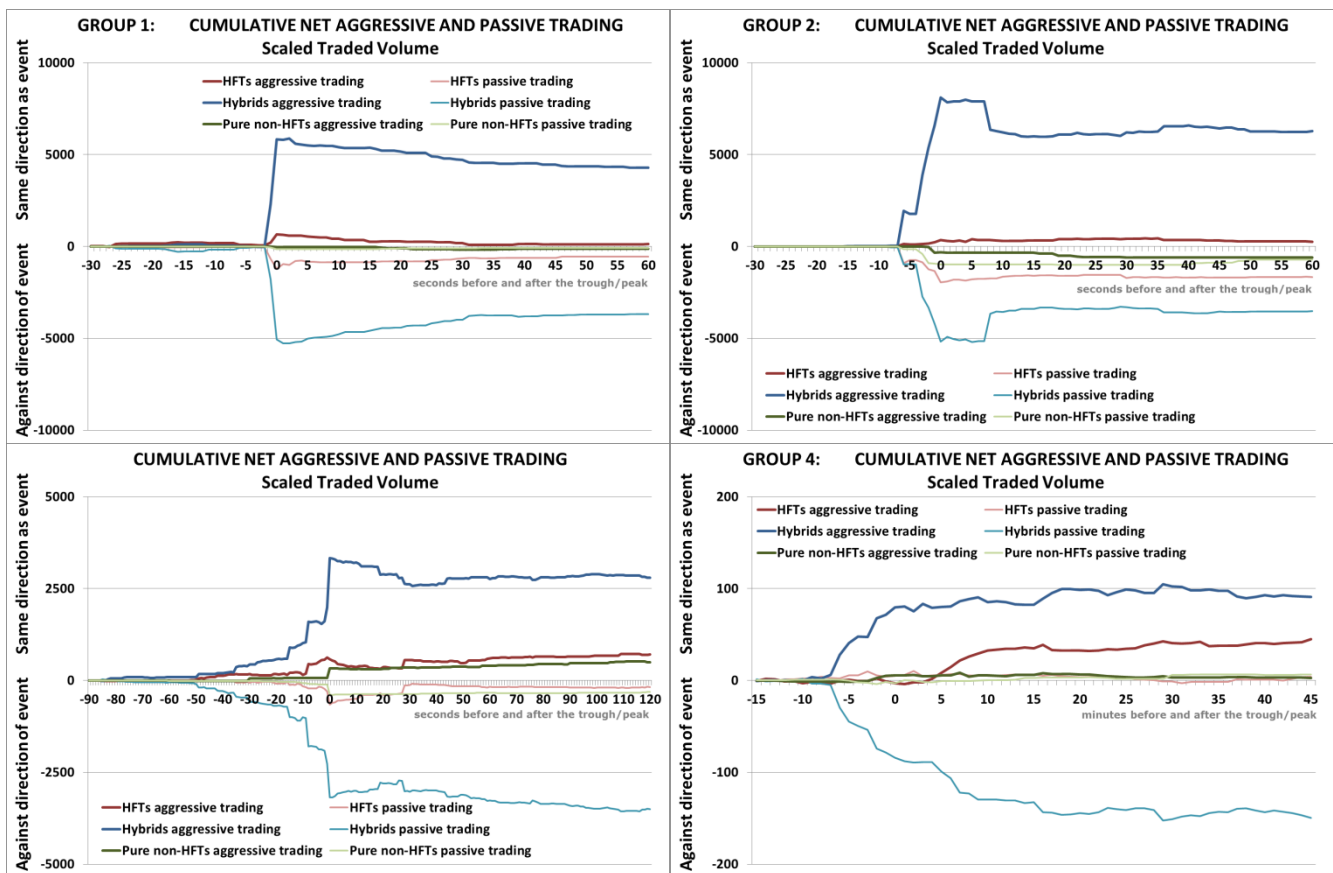 GROUP 1: CUMULATIVE NET AGGRESSIVE AND PASSIVE TRADING
Scaled Traded Volume
Same direction as event
Against direction of event
10000
5000
0
-5000
-10000
HFTs aggressive trading
HFTs passive trading
Hybrids aggressive trading
Hybrids passive trading
Pure non-HFTs aggressive trading
Pure non-HFTs passive trading
-30 -25 -20 -15 -10 -5 0 5 10 15 20 25 30 35 40 45 50 55 60
seconds before and after the trough/peak
GROUP 2: CUMULATIVE NET AGGRESSIVE AND PASSIVE TRADING
Scaled Traded Volume
Same direction as event
Against direction of event
10000
5000
0
-5000
-10000
-30 -25 -20 -15 -10 -5 0 5 10 15 20 25 30 35 40 45 50 55 60
seconds before and after the trough/peak
HFTs aggressive trading
HFTs passive trading
Hybrids aggressive trading
Hybrids passive trading
Pure non-HFTs aggressive trading
Pure non-HFTs passive trading
CUMULATIVE NET AGGRESSIVE AND PASSIVE TRADING
Scaled Traded Volume
Same direction as event
Against direction of event
5000
2500
0
-2500
-5000
-90 -80 -70 -60 -50 -40 -30 -20 -10 0 10 20 30 40 50 60 70 80 90 100 110 120
seconds before and after the trough/peak
HFTs aggressive trading
HFTs passive trading
Hybrids aggressive trading
Hybrids passive trading
Pure non-HFTs aggressive trading
Pure non-HFTs passive trading
GROUP 4: CUMULATIVE NET AGGRESSIVE AND PASSIVE TRADING
Scaled Traded Volume
Same direction as event
Against direction of event
200
100
0
-100
-200
HFTs aggressive trading
HFTs passive trading
Hybrids aggressive trading
Hybrids passive trading
Pure non-HFTs aggressive trading
Pure non-HFTs passive trading
-15 -10 -5 0 5 10 15 20 25 30 35 40 45
minutes before and after the trough/peak